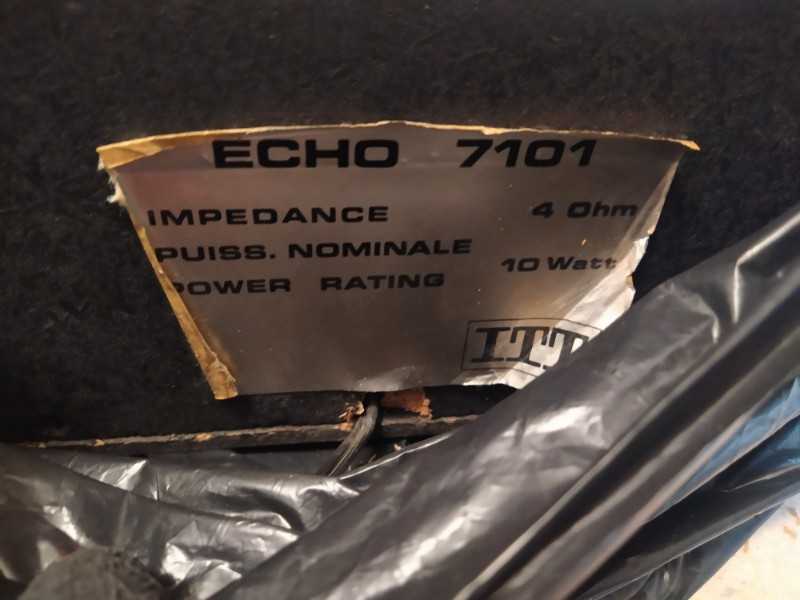 ECHO 7101
IMPEDANCE 4 Ohm
PUISS. NOMINALE
POWER RATING 10 Watt
ITT